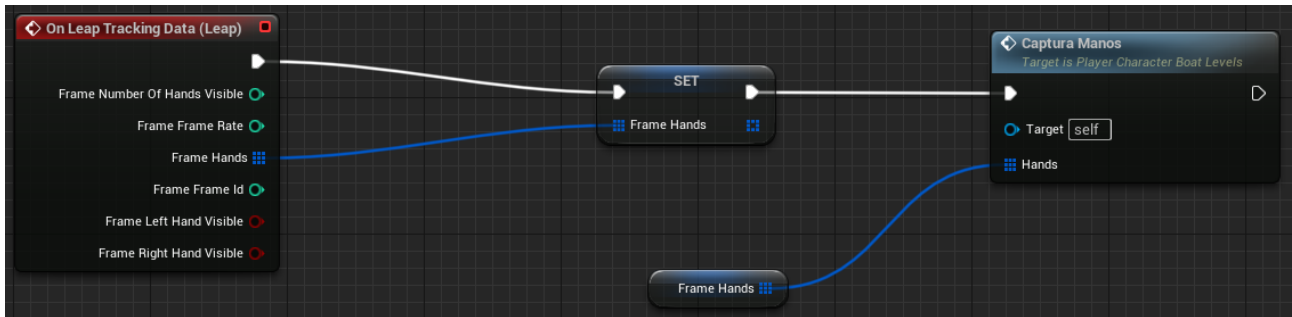 On Leap Tracking Data (Leap)
Frame Number Of Hands Visible
Frame Frame Rate
Frame Hands
Frame Frame Id
Frame Left Hand Visible
Frame Right Hand Visible
SET
Frame Hands
Frame Hands
Captura Manos
Target is Player Character Boat Levels
Target self
Hands